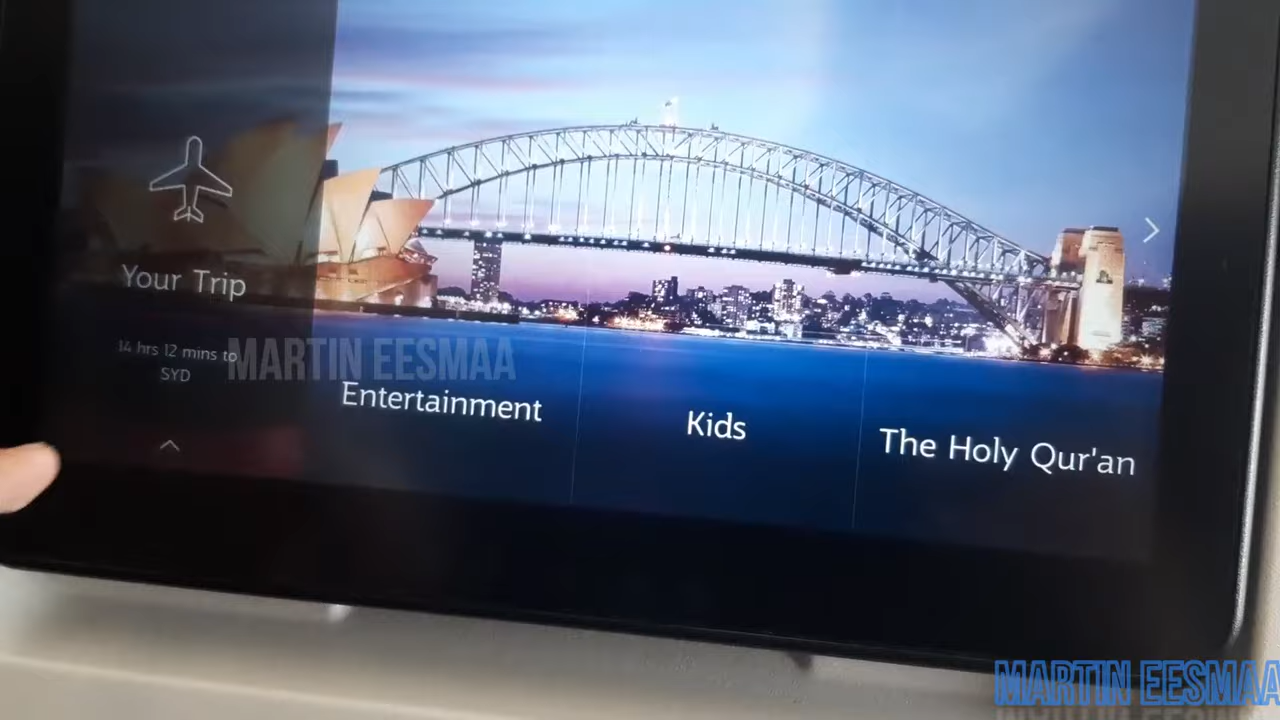 Your Trip
14 hrs 12 mins to
SYD
MARTIN EESMAA
Entertainment
Kids
The Holy Qur'an
MARTIN EESMAA